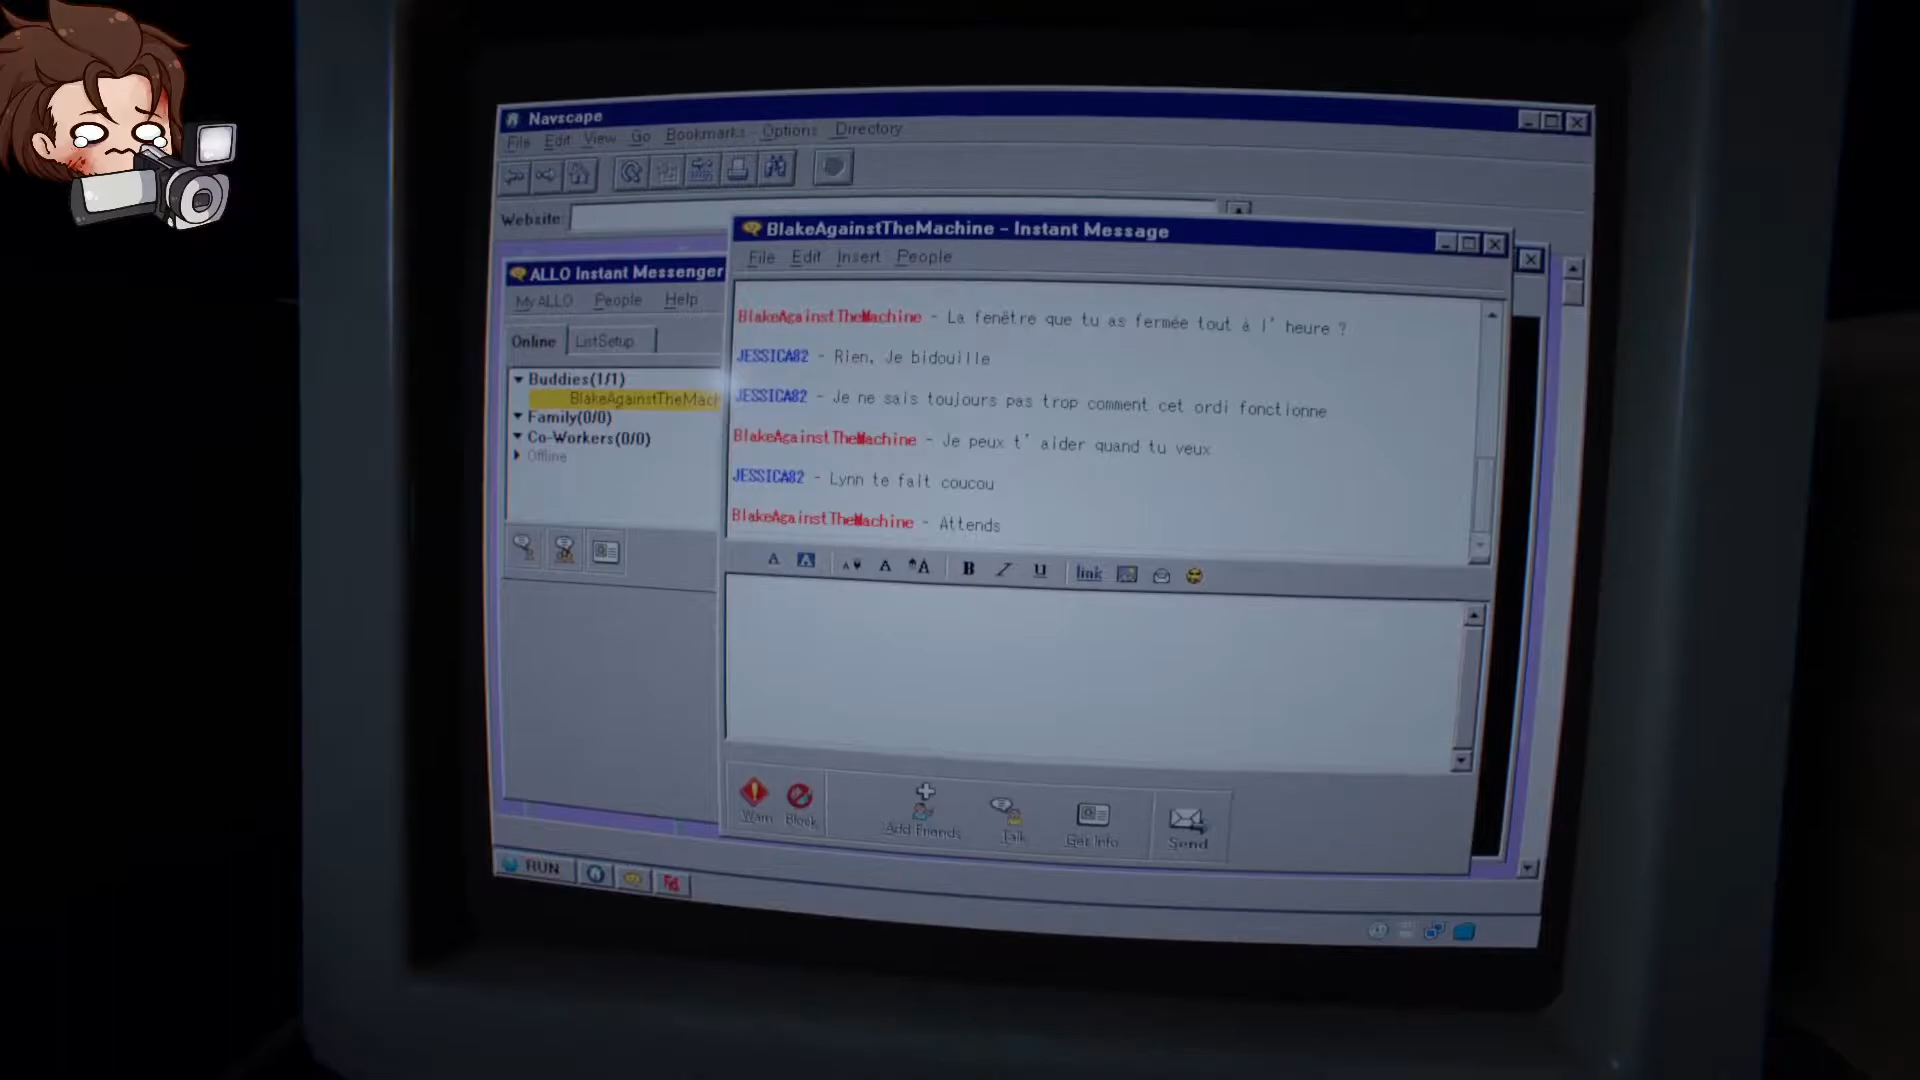 Navscape
File Edit View Go Bookmarks Options Directory
Website:
ALLO Instant Messenger
My ALLO People Help
Online ListSetup
Buddies(1/1)
BlakeAgainstTheMach
Family(0/0)
Co-Workers(0/0)
Offline
BlakeAgainstTheMachine - Instant Message
File Edit Insert People
BlakeAgainstTheMachine - La fenêtre que tu as fermée tout à l'heure ?
JESSICA82 - Rien. Je bidouille
JESSICA82 - Je ne sais toujours pas trop comment cet ordi fonctionne
BlakeAgainstTheMachine - Je peux t'aider quand tu veux
JESSICA82 - Lynn te fait coucou
BlakeAgainstTheMachine - Attends
A A A A A B I U link
Warn Block Add Friends Talk Get Info Send
RUN